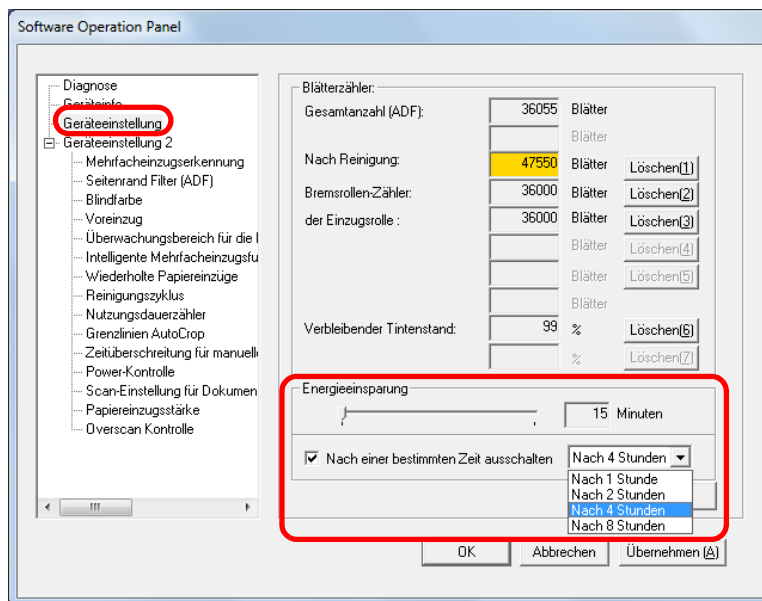 Software Operation Panel
Diagnose
Geräteinfo
Geräteeinstellung
Geräteeinstellung 2
Mehrfacheinzugserkennung
Seitenrand Filter (ADF)
Blindfarbe
Voreinzug
Überwachungsbereich für die I
Intelligente Mehrfacheinzugsfu
Wiederholte Papiereinzüge
Reinigungszyklus
Nutzungsdauerzähler
Grenzlinien AutoCrop
Zeitüberschreitung für manuell
Power-Kontrolle
Scan-Einstellung für Dokumen
Papiereinzugsstärke
Overscan Kontrolle
Blätterzähler:
Gesamtanzahl (ADF): 36055 Blätter
Blätter
Nach Reinigung: 47550 Blätter Löschen(1)
Bremsrollen-Zähler: 36000 Blätter Löschen(2)
der Einzugsrolle : 36000 Blätter Löschen(3)
Blätter Löschen(4)
Blätter Löschen(5)
Blätter
Verbleibender Tintenstand: 99 % Löschen(6)
% Löschen(7)
Energieeinsparung
15 Minuten
Nach einer bestimmten Zeit ausschalten Nach 4 Stunden
Nach 1 Stunde
Nach 2 Stunden
Nach 4 Stunden
Nach 8 Stunden
OK Abbrechen Übernehmen (A)